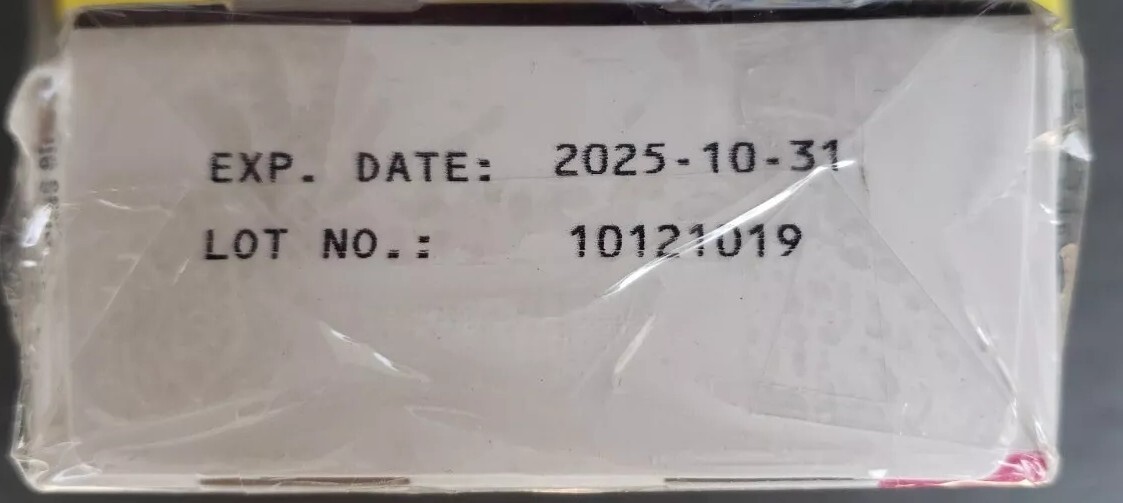 EXP. DATE: 2025-10-31
LOT NO.: 10121019